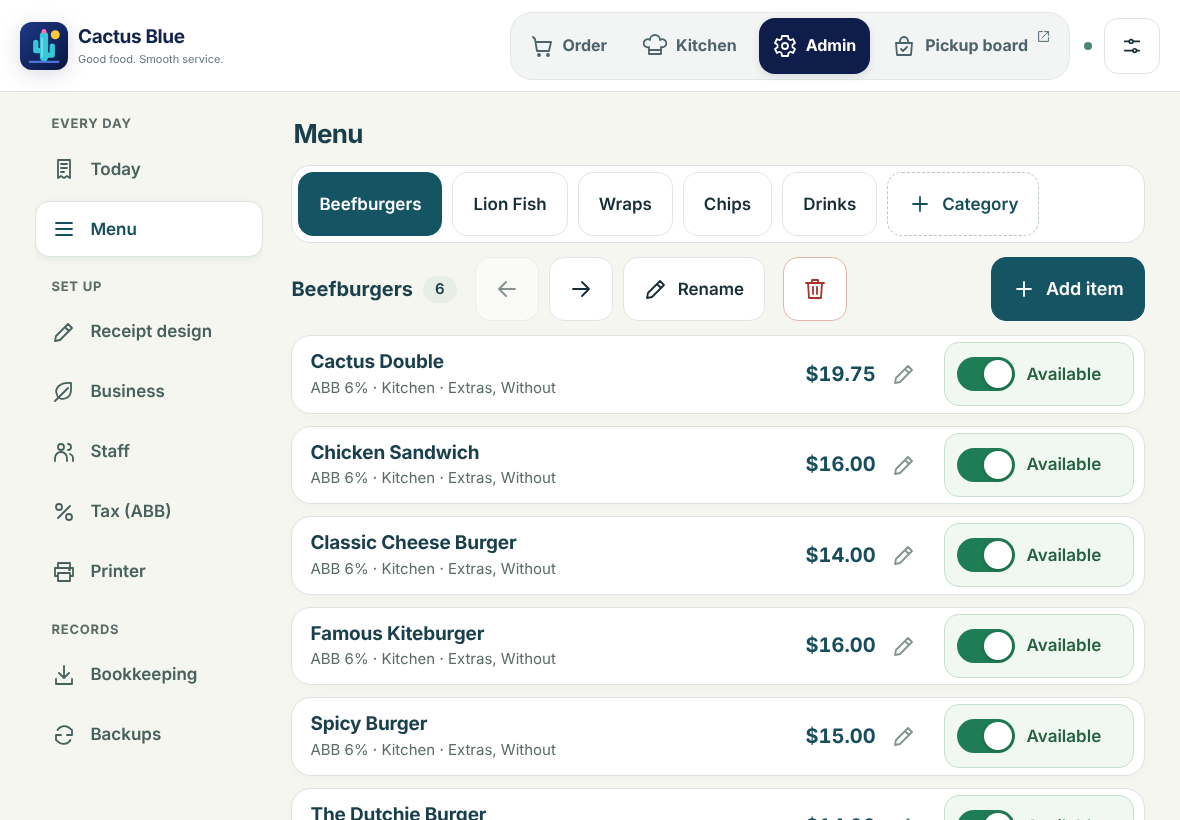 Cactus Blue
Good food. Smooth service.
Order
Kitchen
Admin
Pickup board
EVERY DAY
Today
Menu
SET UP
Receipt design
Business
Staff
Tax (ABB)
Printer
RECORDS
Bookkeeping
Backups
Menu
Beefburgers
Lion Fish
Wraps
Chips
Drinks
+ Category
Beefburgers 6
Rename
+ Add item
Cactus Double
ABB 6% · Kitchen · Extras, Without
$19.75
Available
Chicken Sandwich
ABB 6% · Kitchen · Extras, Without
$16.00
Available
Classic Cheese Burger
ABB 6% · Kitchen · Extras, Without
$14.00
Available
Famous Kiteburger
ABB 6% · Kitchen · Extras, Without
$16.00
Available
Spicy Burger
ABB 6% · Kitchen · Extras, Without
$15.00
Available
The Dutchie Burger